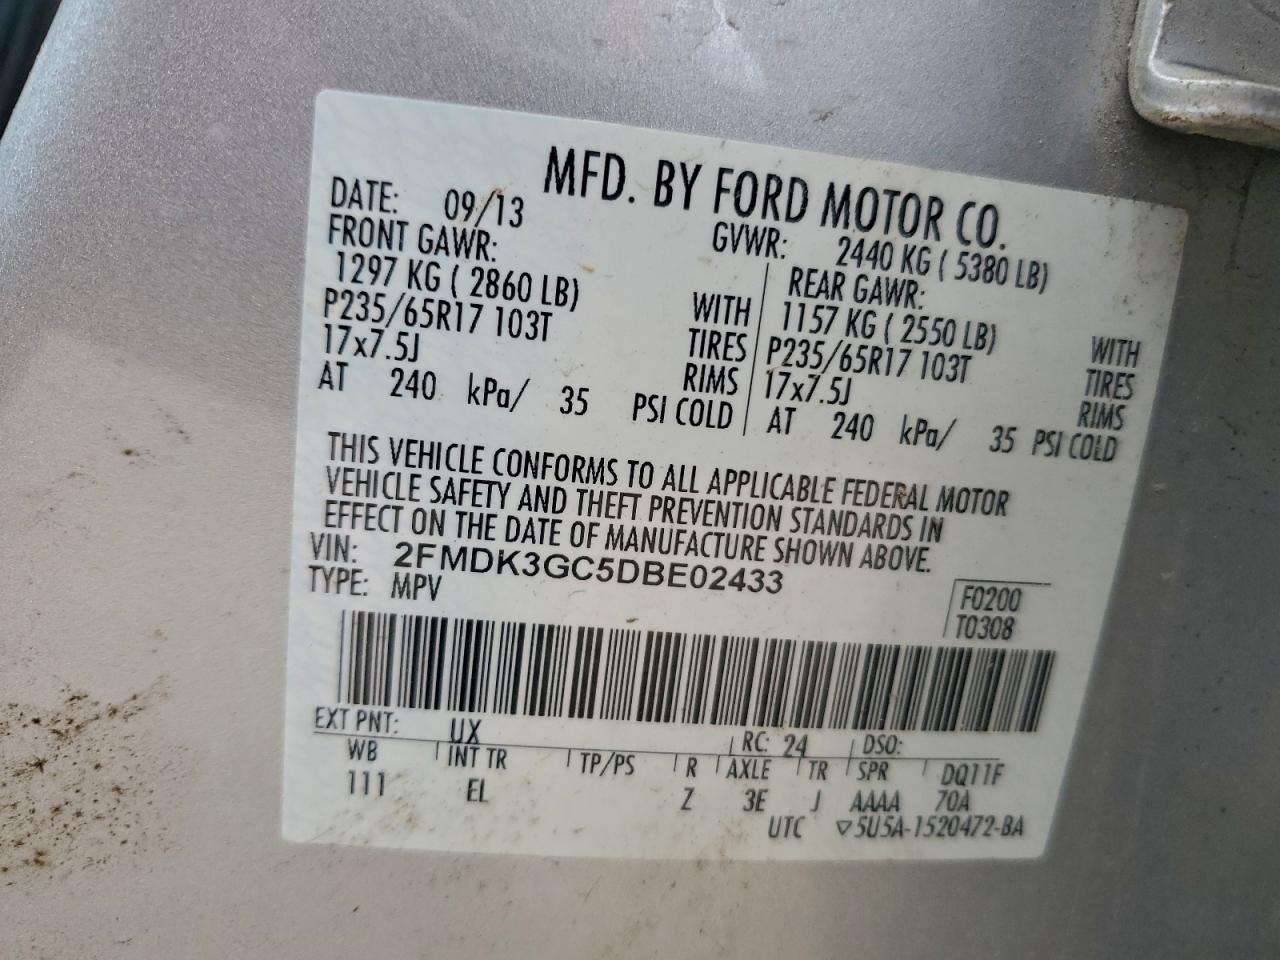 MFD. BY FORD MOTOR CO.
DATE: 09/13 GVWR: 2440 KG ( 5380 LB)
FRONT GAWR: REAR GAWR:
1297 KG ( 2860 LB) WITH 1157 KG ( 2550 LB) WITH
P235/65R17 103T TIRES P235/65R17 103T TIRES
17x7.5J RIMS 17x7.5J RIMS
AT 240 kPa/ 35 PSI COLD AT 240 kPa/ 35 PSI COLD
THIS VEHICLE CONFORMS TO ALL APPLICABLE FEDERAL MOTOR
VEHICLE SAFETY AND THEFT PREVENTION STANDARDS IN
EFFECT ON THE DATE OF MANUFACTURE SHOWN ABOVE.
VIN: 2FMDK3GC5DBE02433
TYPE: MPV F0200
T0308
EXT PNT: UX RC: 24 DSO:
WB INT TR TP/PS R AXLE TR SPR DQ11F
111 EL Z 3E J AAAA 70A
UTC ▽5U5A-1520472-BA